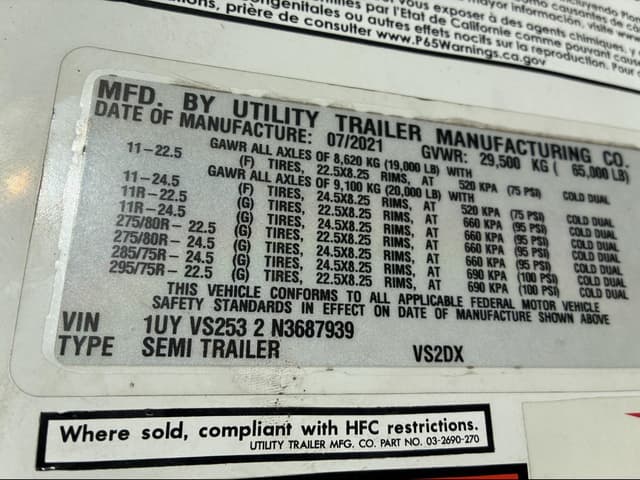 ncluyendo Plo
como causantes de c
mayor información, visite www
vous exposer à des agents chimiques, y
par l'Etat de Californie comme pouvant causer
congénitales ou autres effets nocifs sur la reproduction. Pour
prière de consulter www.P65Warnings.ca.gov
MFD. BY UTILITY TRAILER MANUFACTURING CO.
DATE OF MANUFACTURE: 07/2021 GVWR: 29,500 KG ( 65,000 LB)
GAWR ALL AXLES OF 8,620 KG (19,000 LB) WITH
11-22.5 (F) TIRES, 22.5X8.25 RIMS, AT 520 KPA (75 PSI) COLD DUAL
GAWR ALL AXLES OF 9,100 KG (20,000 LB) WITH
11-24.5 (F) TIRES, 24.5X8.25 RIMS, AT 520 KPA (75 PSI) COLD DUAL
11R-22.5 (G) TIRES, 22.5X8.25 RIMS, AT 660 KPA (95 PSI) COLD DUAL
11R-24.5 (G) TIRES, 24.5X8.25 RIMS, AT 660 KPA (95 PSI) COLD DUAL
275/80R- 22.5 (G) TIRES, 22.5X8.25 RIMS, AT 660 KPA (95 PSI) COLD DUAL
275/80R- 24.5 (G) TIRES, 24.5X8.25 RIMS, AT 660 KPA (95 PSI) COLD DUAL
285/75R- 24.5 (G) TIRES, 24.5X8.25 RIMS, AT 690 KPA (100 PSI) COLD DUAL
295/75R- 22.5 (G) TIRES, 22.5X8.25 RIMS, AT 690 KPA (100 PSI) COLD DUAL
THIS VEHICLE CONFORMS TO ALL APPLICABLE FEDERAL MOTOR VEHICLE
SAFETY STANDARDS IN EFFECT ON DATE OF MANUFACTURE SHOWN ABOVE
VIN 1UY VS253 2 N3687939
TYPE SEMI TRAILER VS2DX
Where sold, compliant with HFC restrictions.
UTILITY TRAILER MFG. CO. PART NO. 03-2690-270